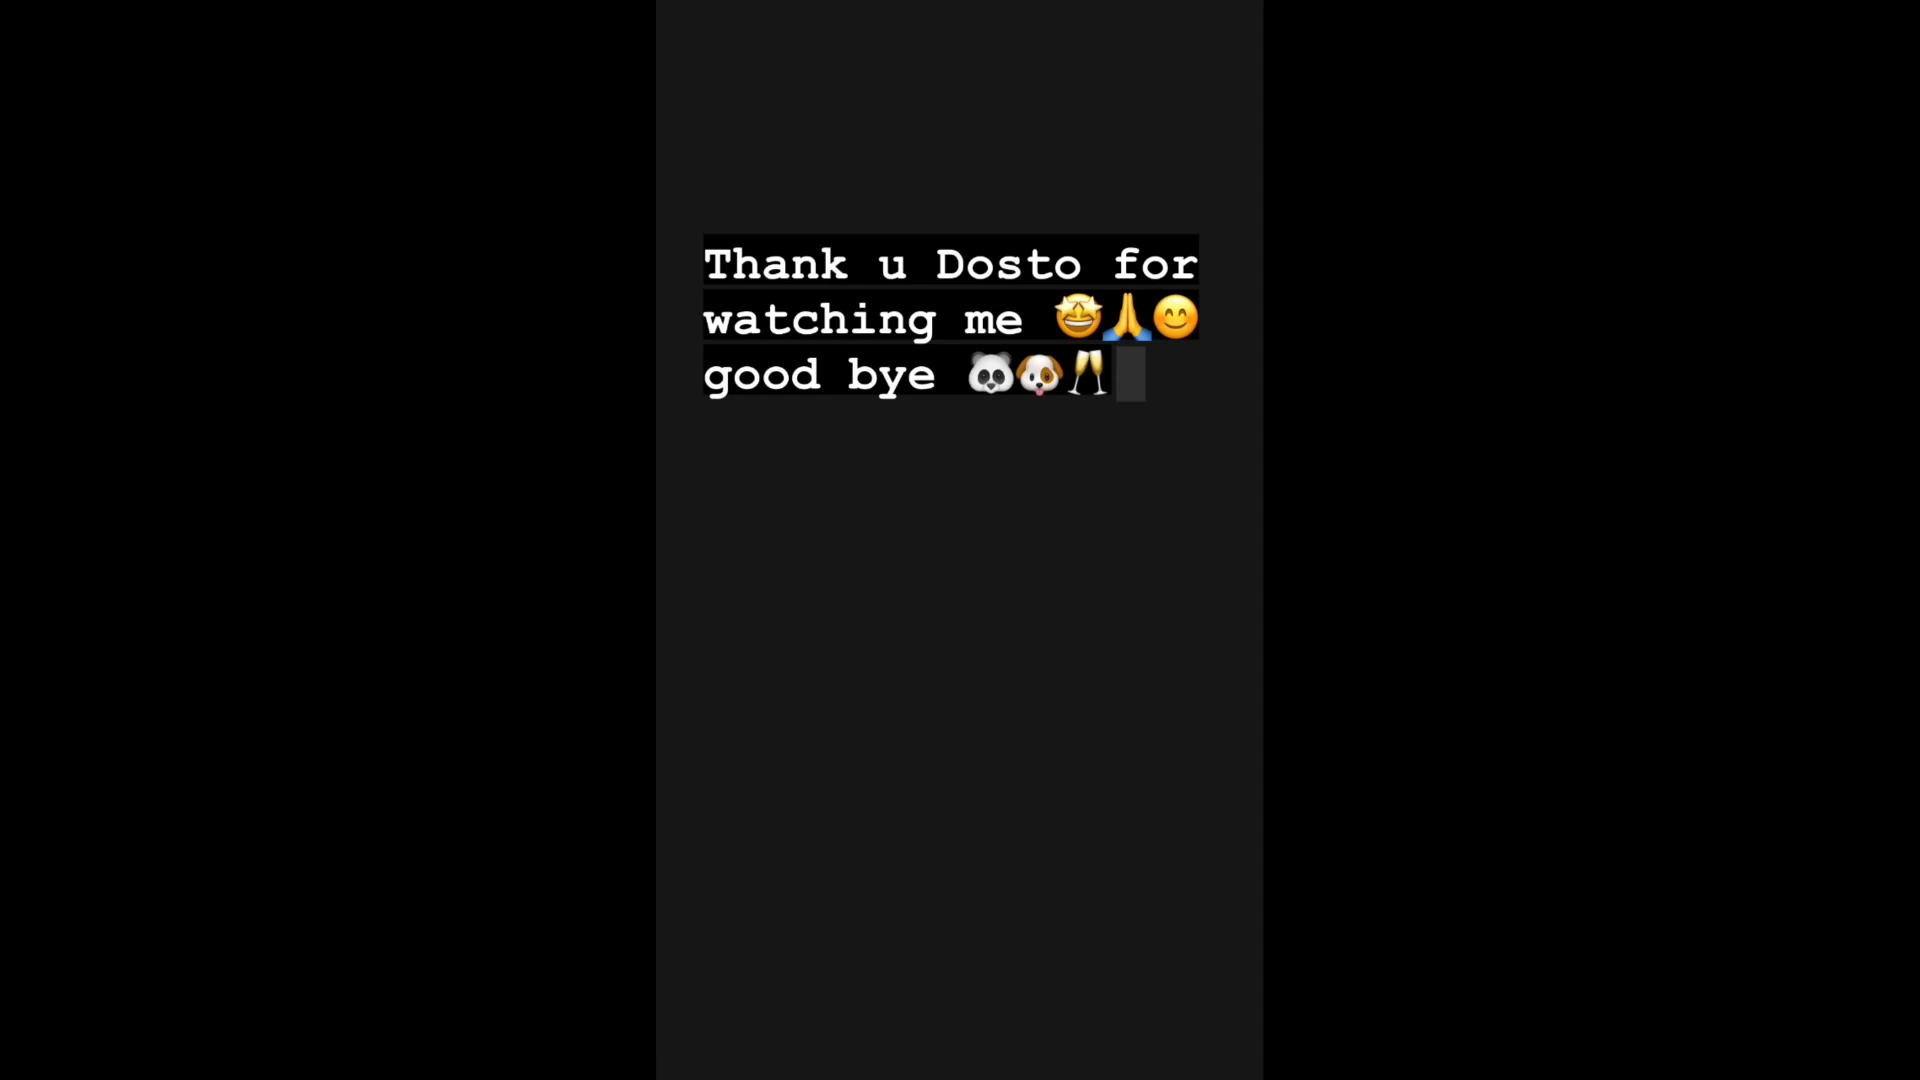 Thank u Dosto for
watching me 🤩🙏😊
good bye 🐼🐶🥂